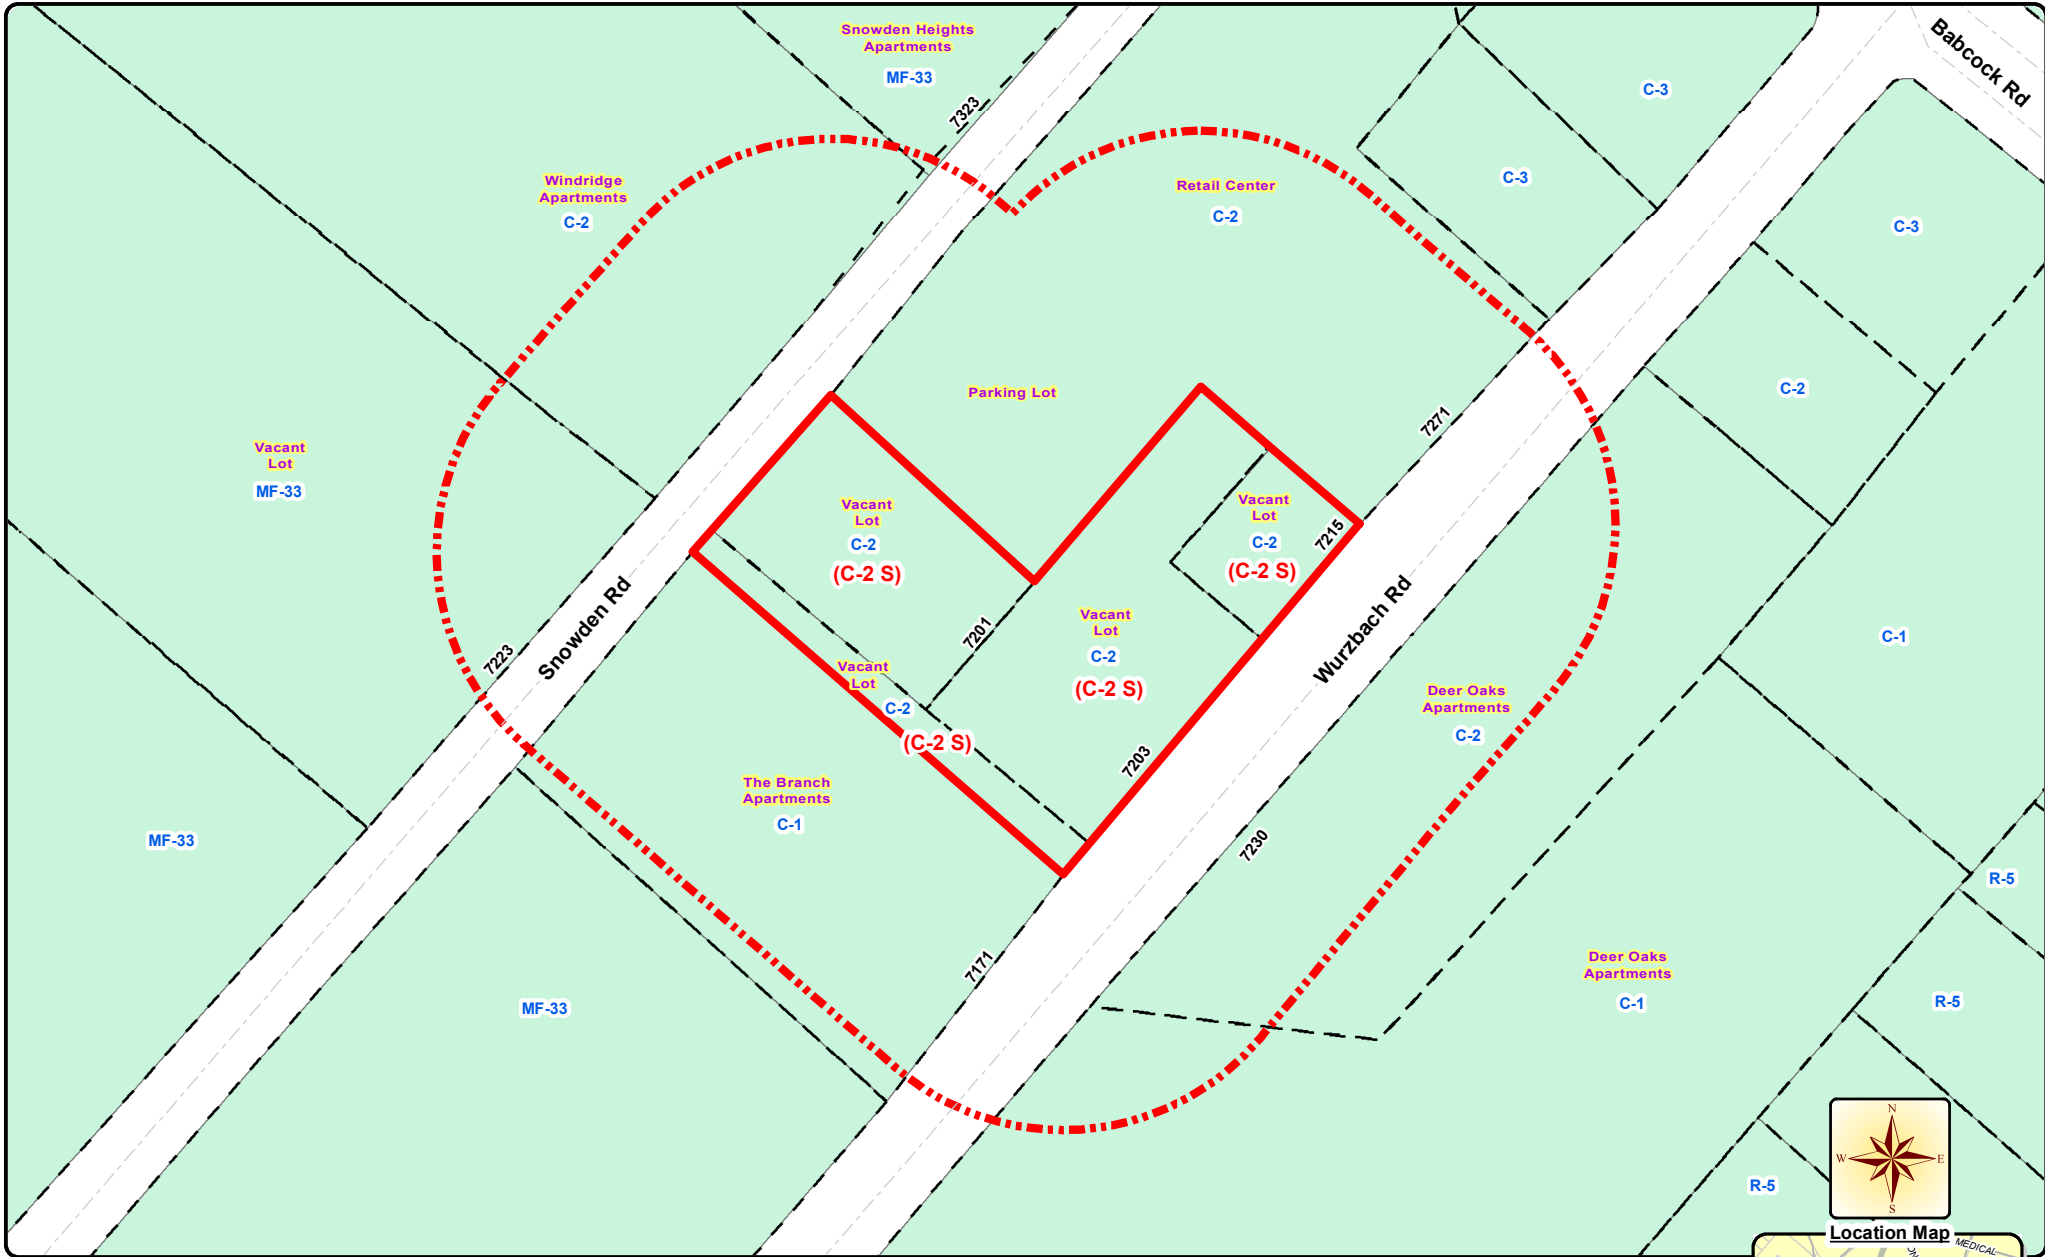 Snowden Heights
Apartments
MF-33
Babcock Rd
C-3
7323
Windridge
Apartments
C-2
Retail Center
C-2
C-3
C-3
Parking Lot
C-2
7271
Vacant
Lot
MF-33
Vacant
Lot
C-2
(C-2 S)
Vacant
Lot
C-2
(C-2 S)
7215
Snowden Rd
7223
7201
Vacant
Lot
C-2
(C-2 S)
Wurzbach Rd
C-1
Vacant
Lot
C-2
(C-2 S)
7203
Deer Oaks
Apartments
C-2
The Branch
Apartments
C-1
MF-33
7230
R-5
7171
Deer Oaks
Apartments
C-1
MF-33
R-5
R-5
N
W
E
S
Location Map
MEDICAL